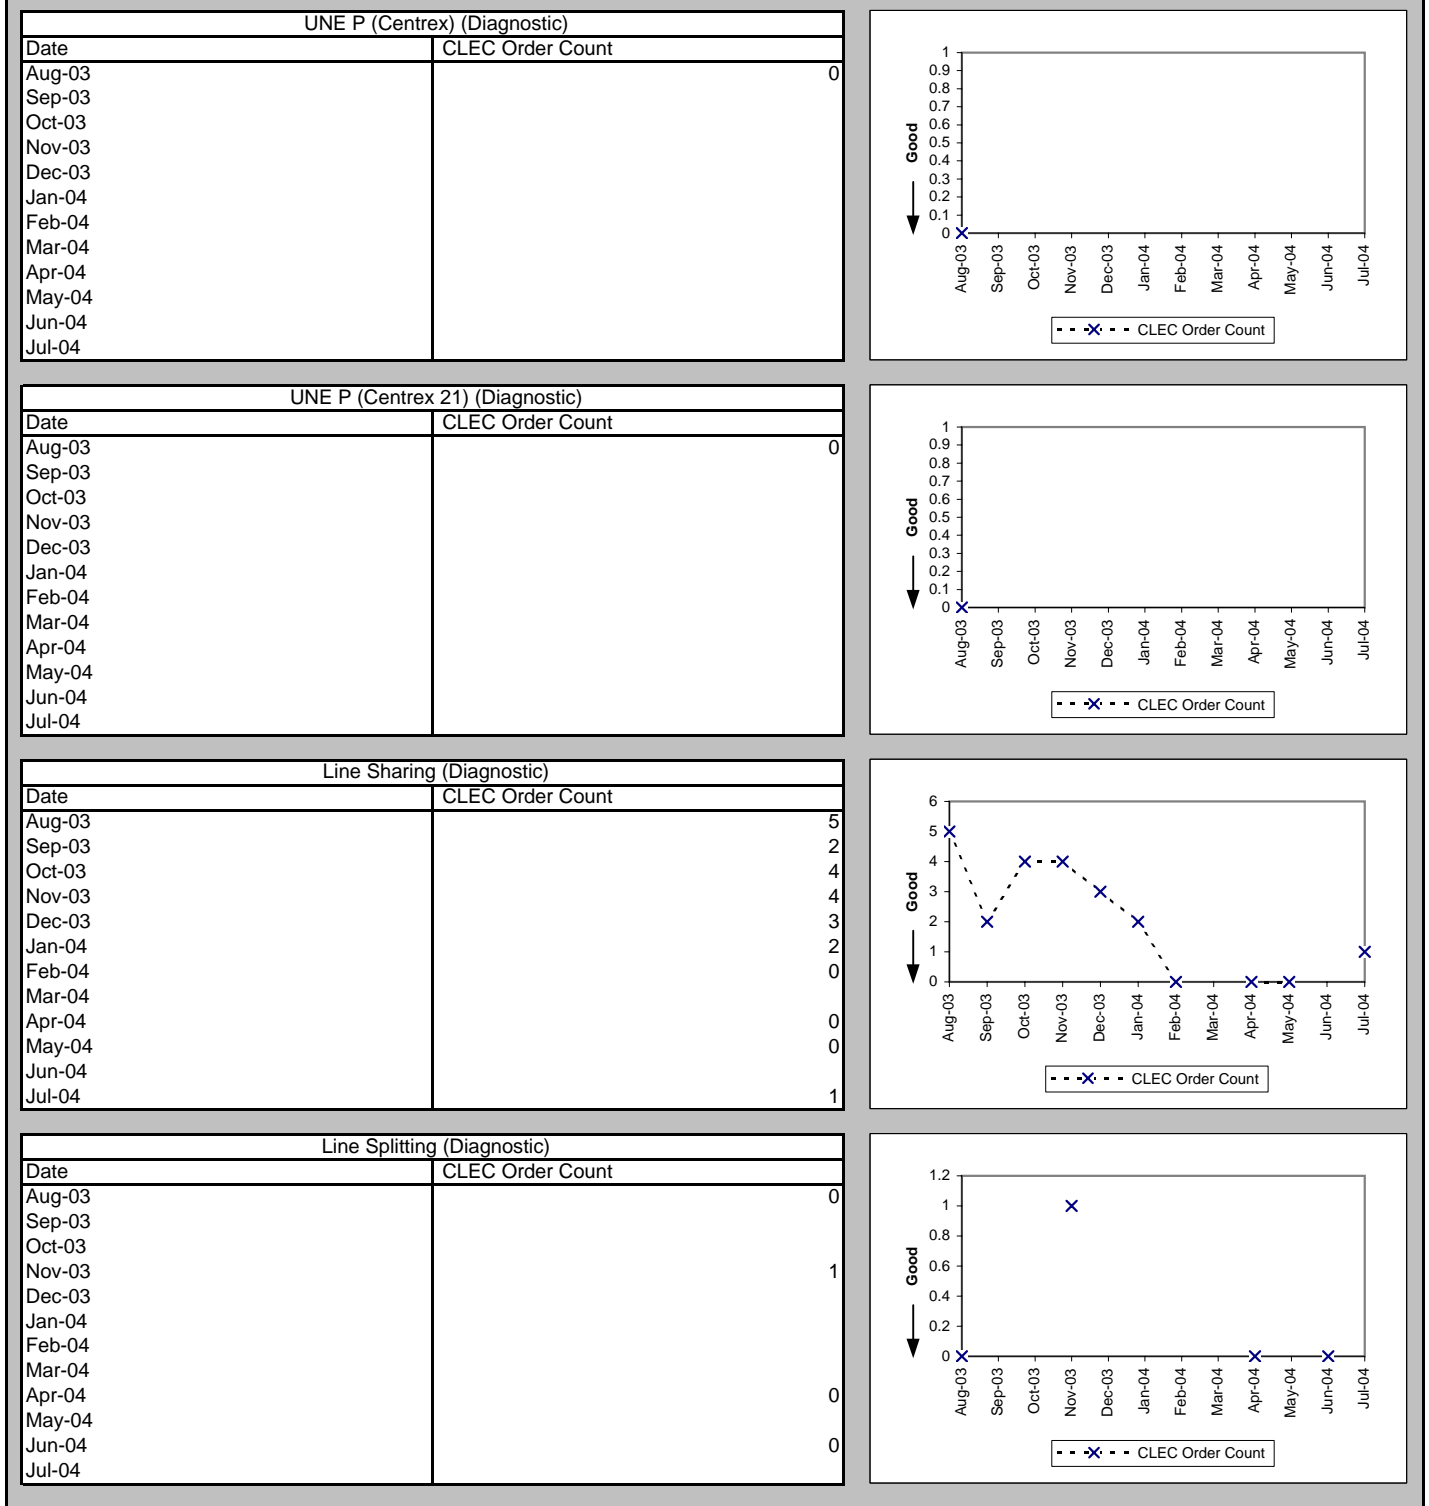 UNE P (Centrex) (Diagnostic)
Date CLEC Order Count
Aug-03 0
Sep-03
Oct-03
Nov-03
Dec-03
Jan-04
Feb-04
Mar-04
Apr-04
May-04
Jun-04
Jul-04
1
0.9
0.8
0.7
0.6
0.5
0.4
0.3
0.2
0.1
0
Good
Aug-03 Sep-03 Oct-03 Nov-03 Dec-03 Jan-04 Feb-04 Mar-04 Apr-04 May-04 Jun-04 Jul-04
CLEC Order Count
UNE P (Centrex 21) (Diagnostic)
Date CLEC Order Count
Aug-03 0
Sep-03
Oct-03
Nov-03
Dec-03
Jan-04
Feb-04
Mar-04
Apr-04
May-04
Jun-04
Jul-04
1
0.9
0.8
0.7
0.6
0.5
0.4
0.3
0.2
0.1
0
Good
Aug-03 Sep-03 Oct-03 Nov-03 Dec-03 Jan-04 Feb-04 Mar-04 Apr-04 May-04 Jun-04 Jul-04
CLEC Order Count
Line Sharing (Diagnostic)
Date CLEC Order Count
Aug-03 5
Sep-03 2
Oct-03 4
Nov-03 4
Dec-03 3
Jan-04 2
Feb-04 0
Mar-04
Apr-04 0
May-04 0
Jun-04
Jul-04 1
6
5
4
3
2
1
0
Good
Aug-03 Sep-03 Oct-03 Nov-03 Dec-03 Jan-04 Feb-04 Mar-04 Apr-04 May-04 Jun-04 Jul-04
CLEC Order Count
Line Splitting (Diagnostic)
Date CLEC Order Count
Aug-03 0
Sep-03
Oct-03
Nov-03 1
Dec-03
Jan-04
Feb-04
Mar-04
Apr-04 0
May-04
Jun-04 0
Jul-04
1.2
1
0.8
0.6
0.4
0.2
0
Good
Aug-03 Sep-03 Oct-03 Nov-03 Dec-03 Jan-04 Feb-04 Mar-04 Apr-04 May-04 Jun-04 Jul-04
CLEC Order Count